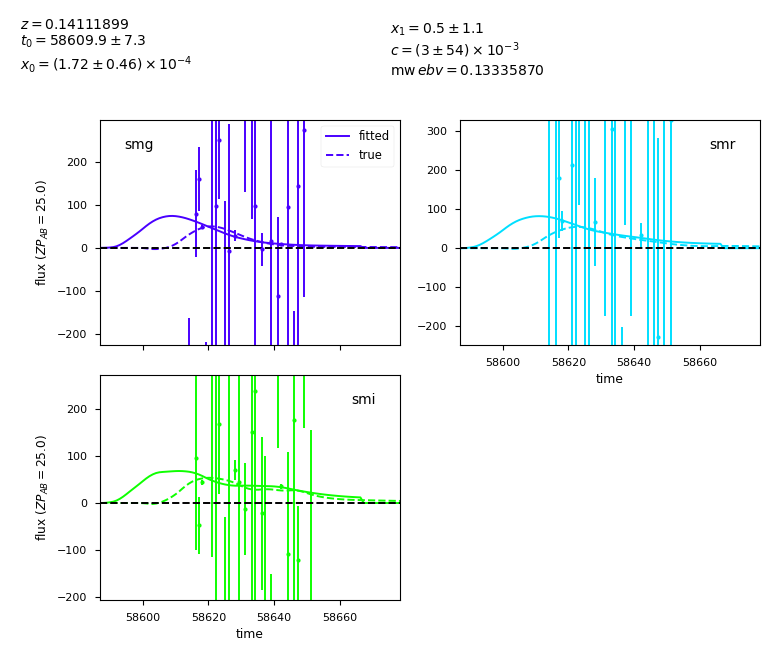 z = 0.14111899
t₀ = 58609.9 ± 7.3
x₀ = (1.72 ± 0.46) × 10⁻⁴
x₁ = 0.5 ± 1.1
c = (3 ± 54) × 10⁻³
mw ebv = 0.13335870
smg
fitted
true
200
100
0
−100
−200
flux (ZP_AB = 25.0)
smr
300
200
100
0
−100
−200
58600 58620 58640 58660
time
smi
200
100
0
−100
−200
flux (ZP_AB = 25.0)
58600 58620 58640 58660
time